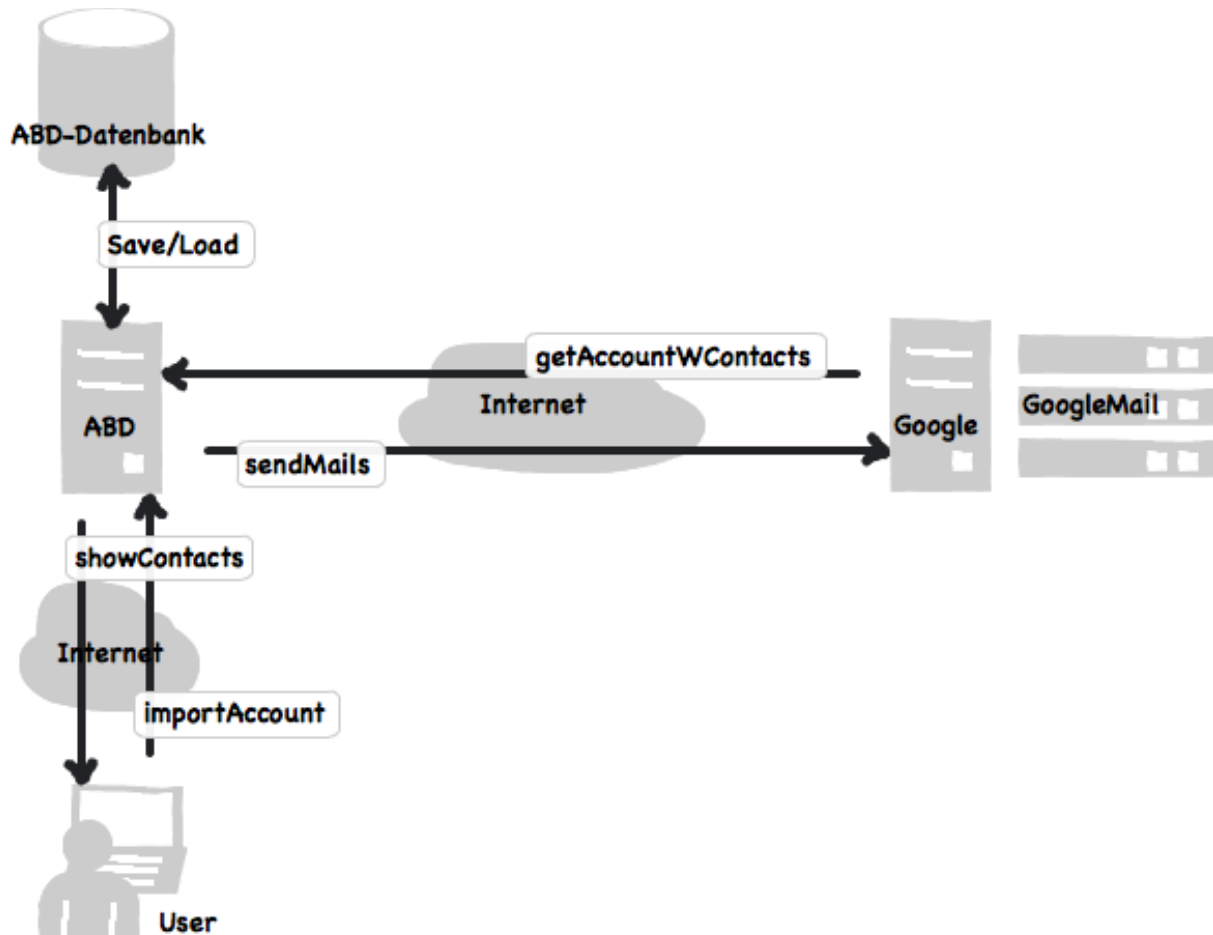 ABD-Datenbank
Save/Load
getAccountWContacts
Internet
GoogleMail
ABD
Google
sendMails
showContacts
Internet
importAccount
User